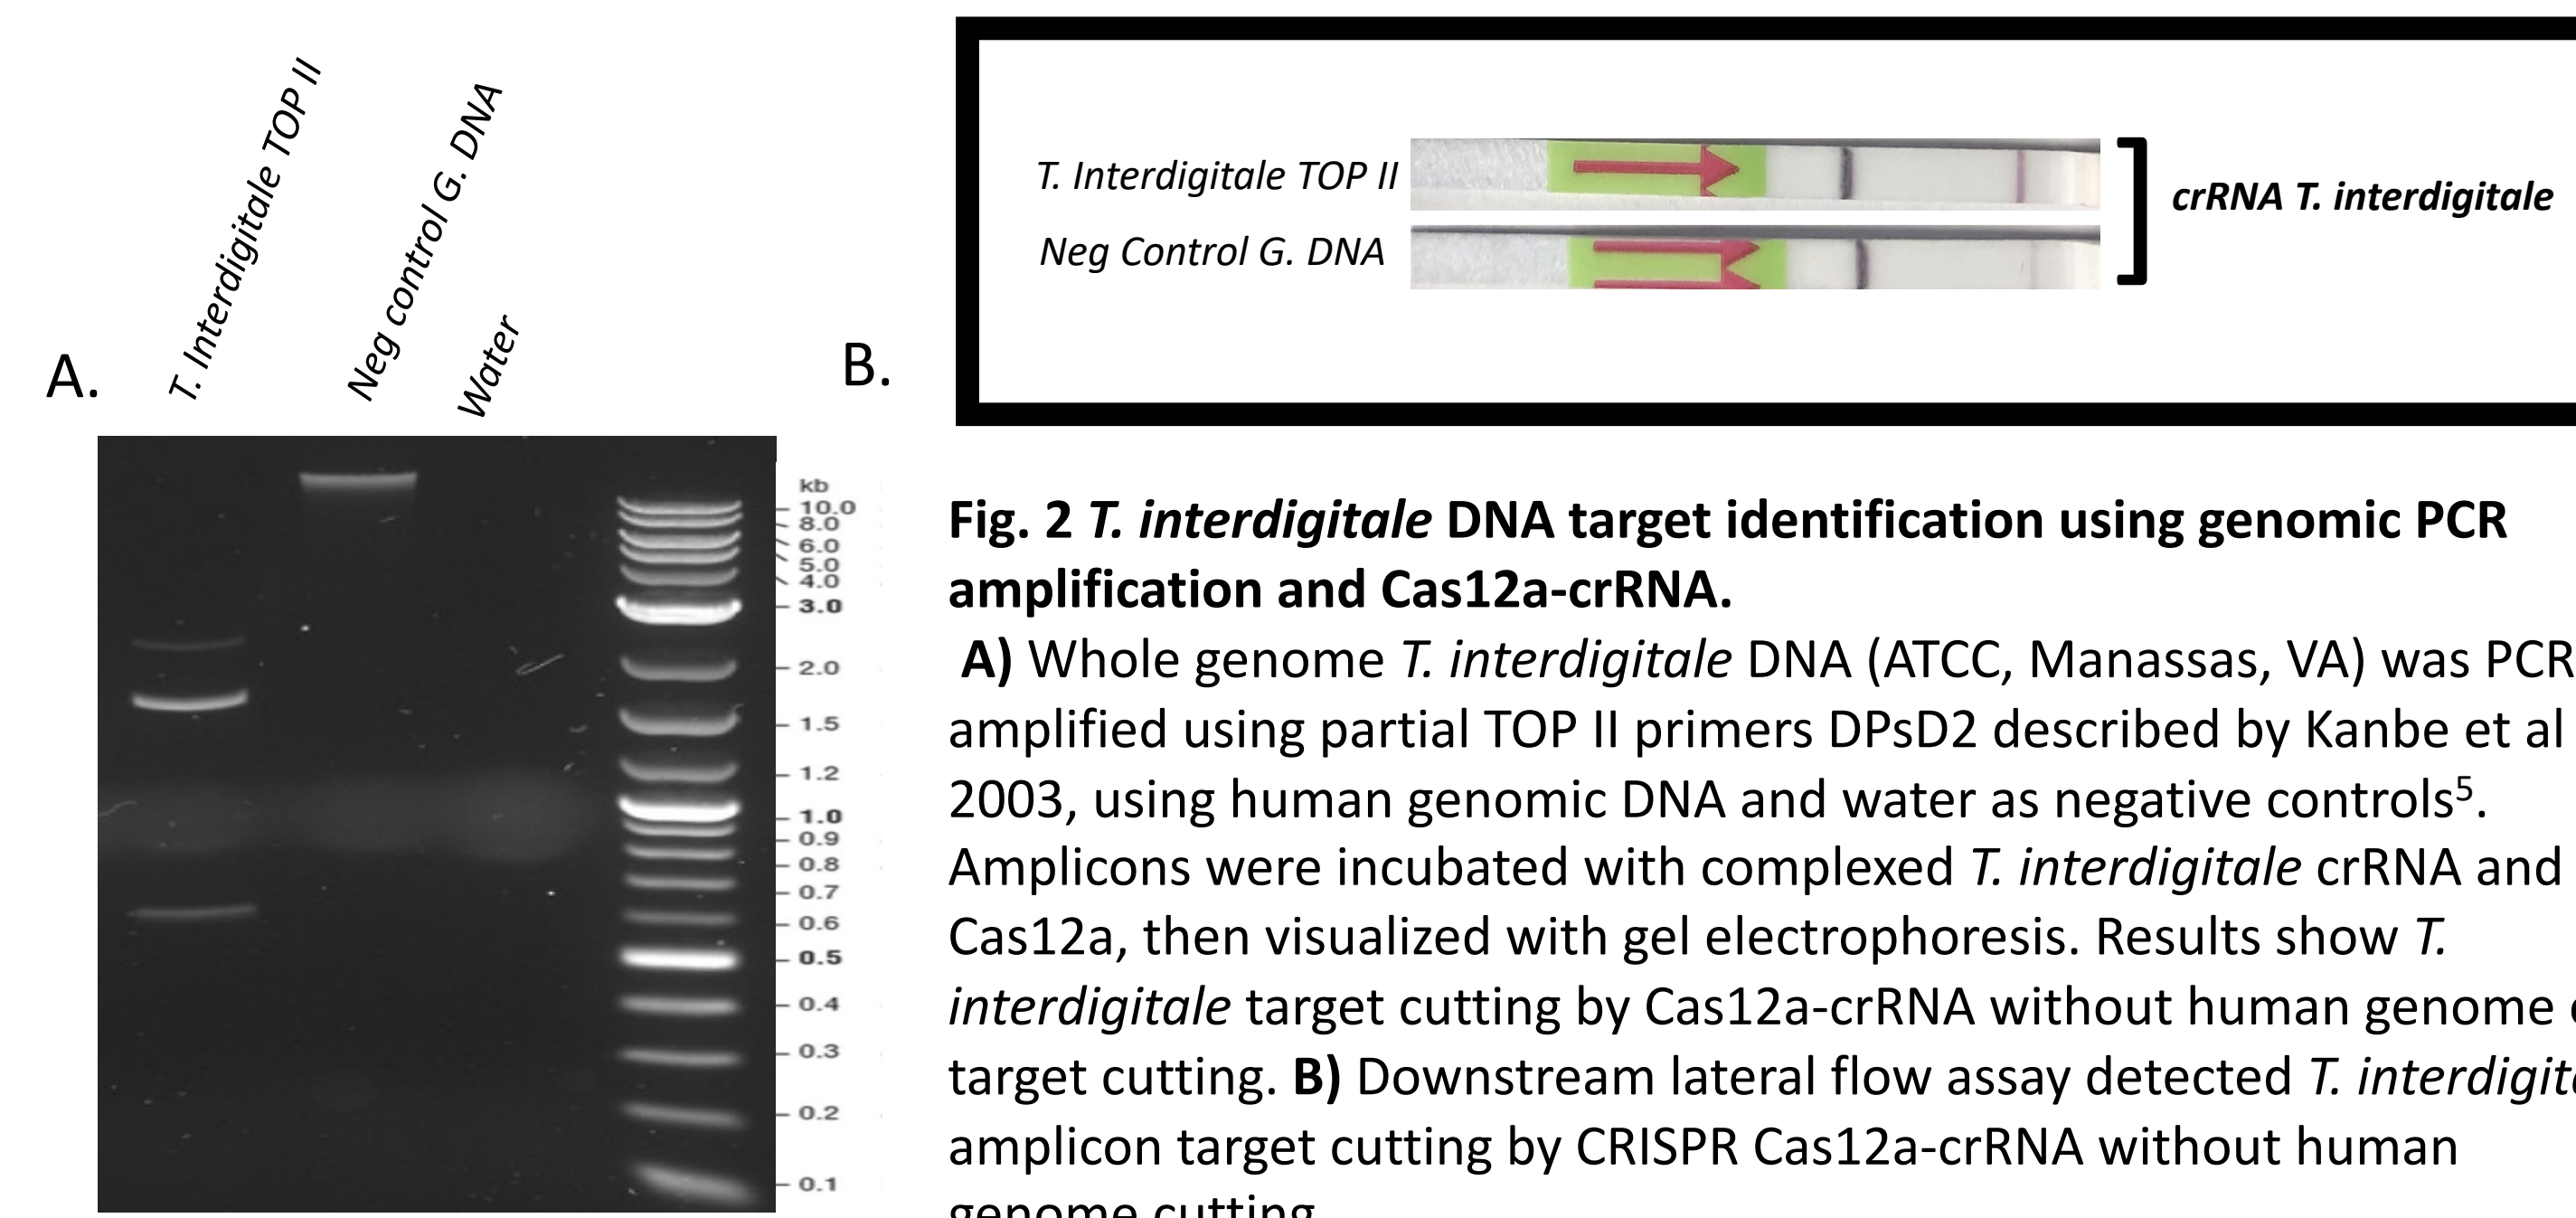 T. Interdigitale TOP II
Neg control G. DNA
Water
A.
kb
10.0
8.0
6.0
5.0
4.0
3.0
2.0
1.5
1.2
1.0
0.9
0.8
0.7
0.6
0.5
0.4
0.3
0.2
0.1
B.
T. Interdigitale TOP II
Neg Control G. DNA
crRNA T. interdigitale
Fig. 2 T. interdigitale DNA target identification using genomic PCR
amplification and Cas12a-crRNA.
A) Whole genome T. interdigitale DNA (ATCC, Manassas, VA) was PCR
amplified using partial TOP II primers DPsD2 described by Kanbe et al
2003, using human genomic DNA and water as negative controls⁵.
Amplicons were incubated with complexed T. interdigitale crRNA and
Cas12a, then visualized with gel electrophoresis. Results show T.
interdigitale target cutting by Cas12a-crRNA without human genome
target cutting. B) Downstream lateral flow assay detected T.
amplicon target cutting by CRISPR Cas12a-crRNA without human
genome cutting